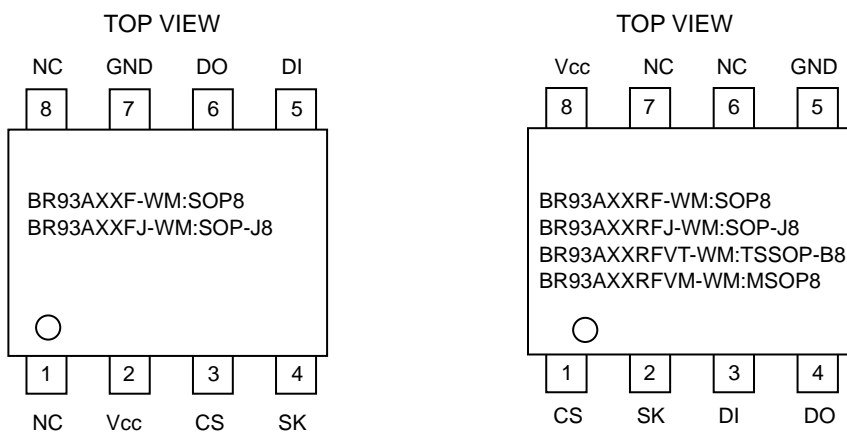 TOP VIEW
NC GND DO DI
8 7 6 5
BR93AXXF-WM:SOP8
BR93AXXFJ-WM:SOP-J8
1 2 3 4
NC Vcc CS SK
TOP VIEW
Vcc NC NC GND
8 7 6 5
BR93AXXRF-WM:SOP8
BR93AXXRFJ-WM:SOP-J8
BR93AXXRFVT-WM:TSSOP-B8
BR93AXXRFVM-WM:MSOP8
1 2 3 4
CS SK DI DO